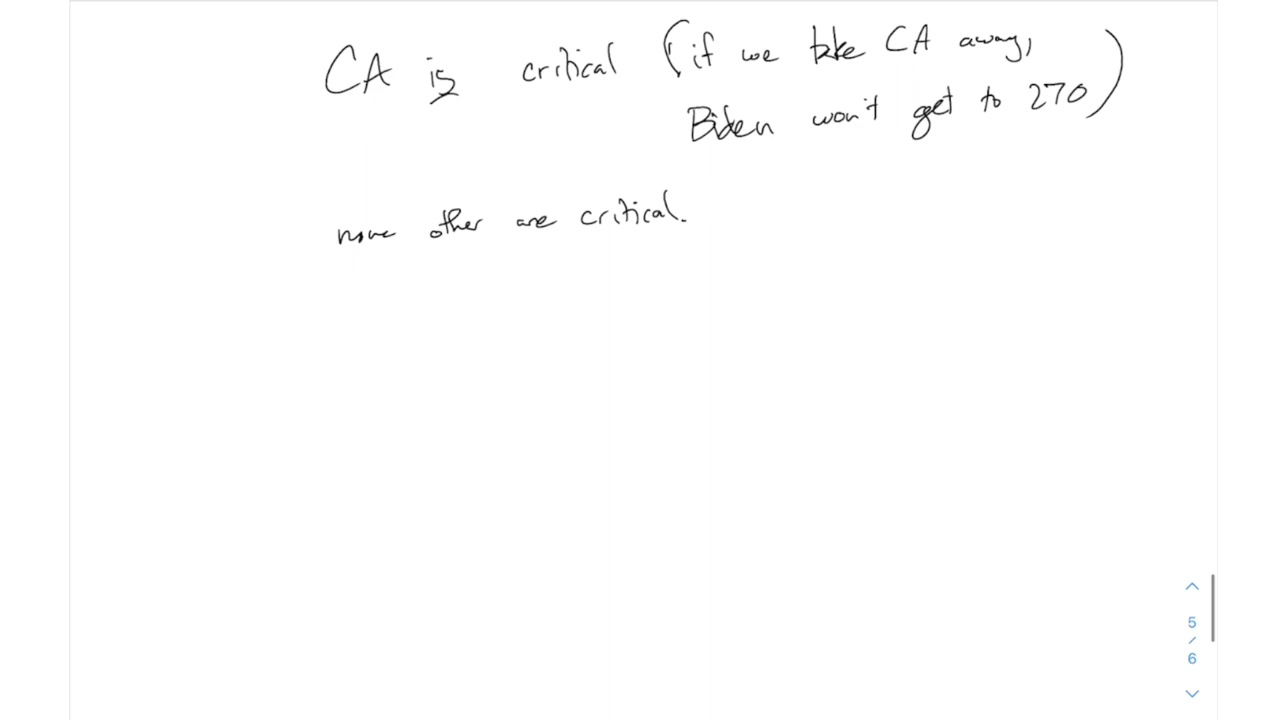 CA is critical (if we take CA away,
Biden won't get to 270)
none other are critical.
5
/
6